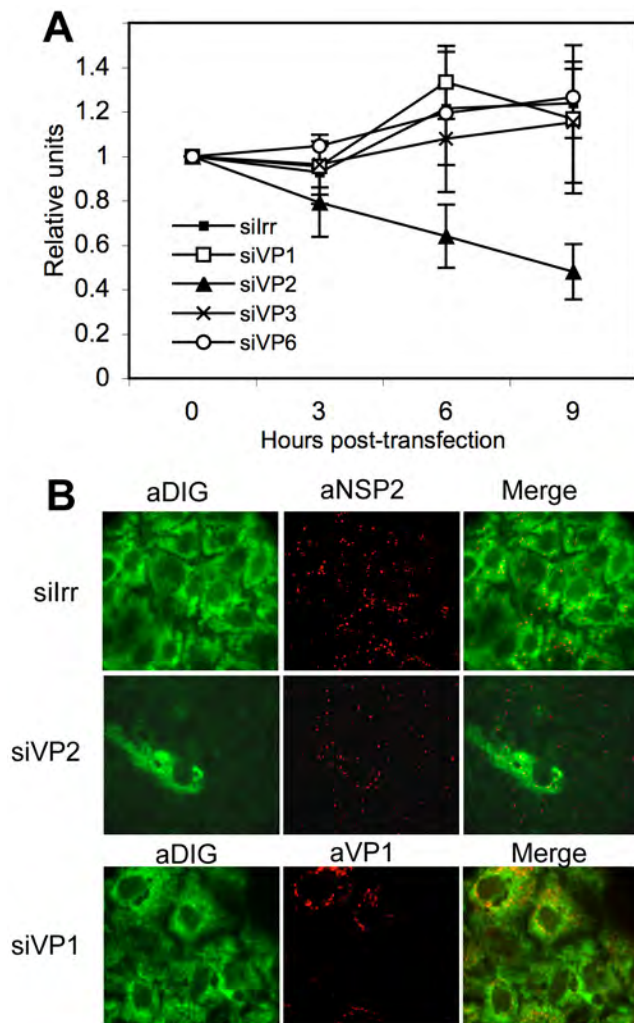 A
1.4
1.2
1
0.8
0.6
0.4
0.2
0
Relative units
siIrr
siVP1
siVP2
siVP3
siVP6
0 3 6 9
Hours post-transfection
B
aDIG aNSP2 Merge
siIrr
siVP2
aDIG aVP1 Merge
siVP1